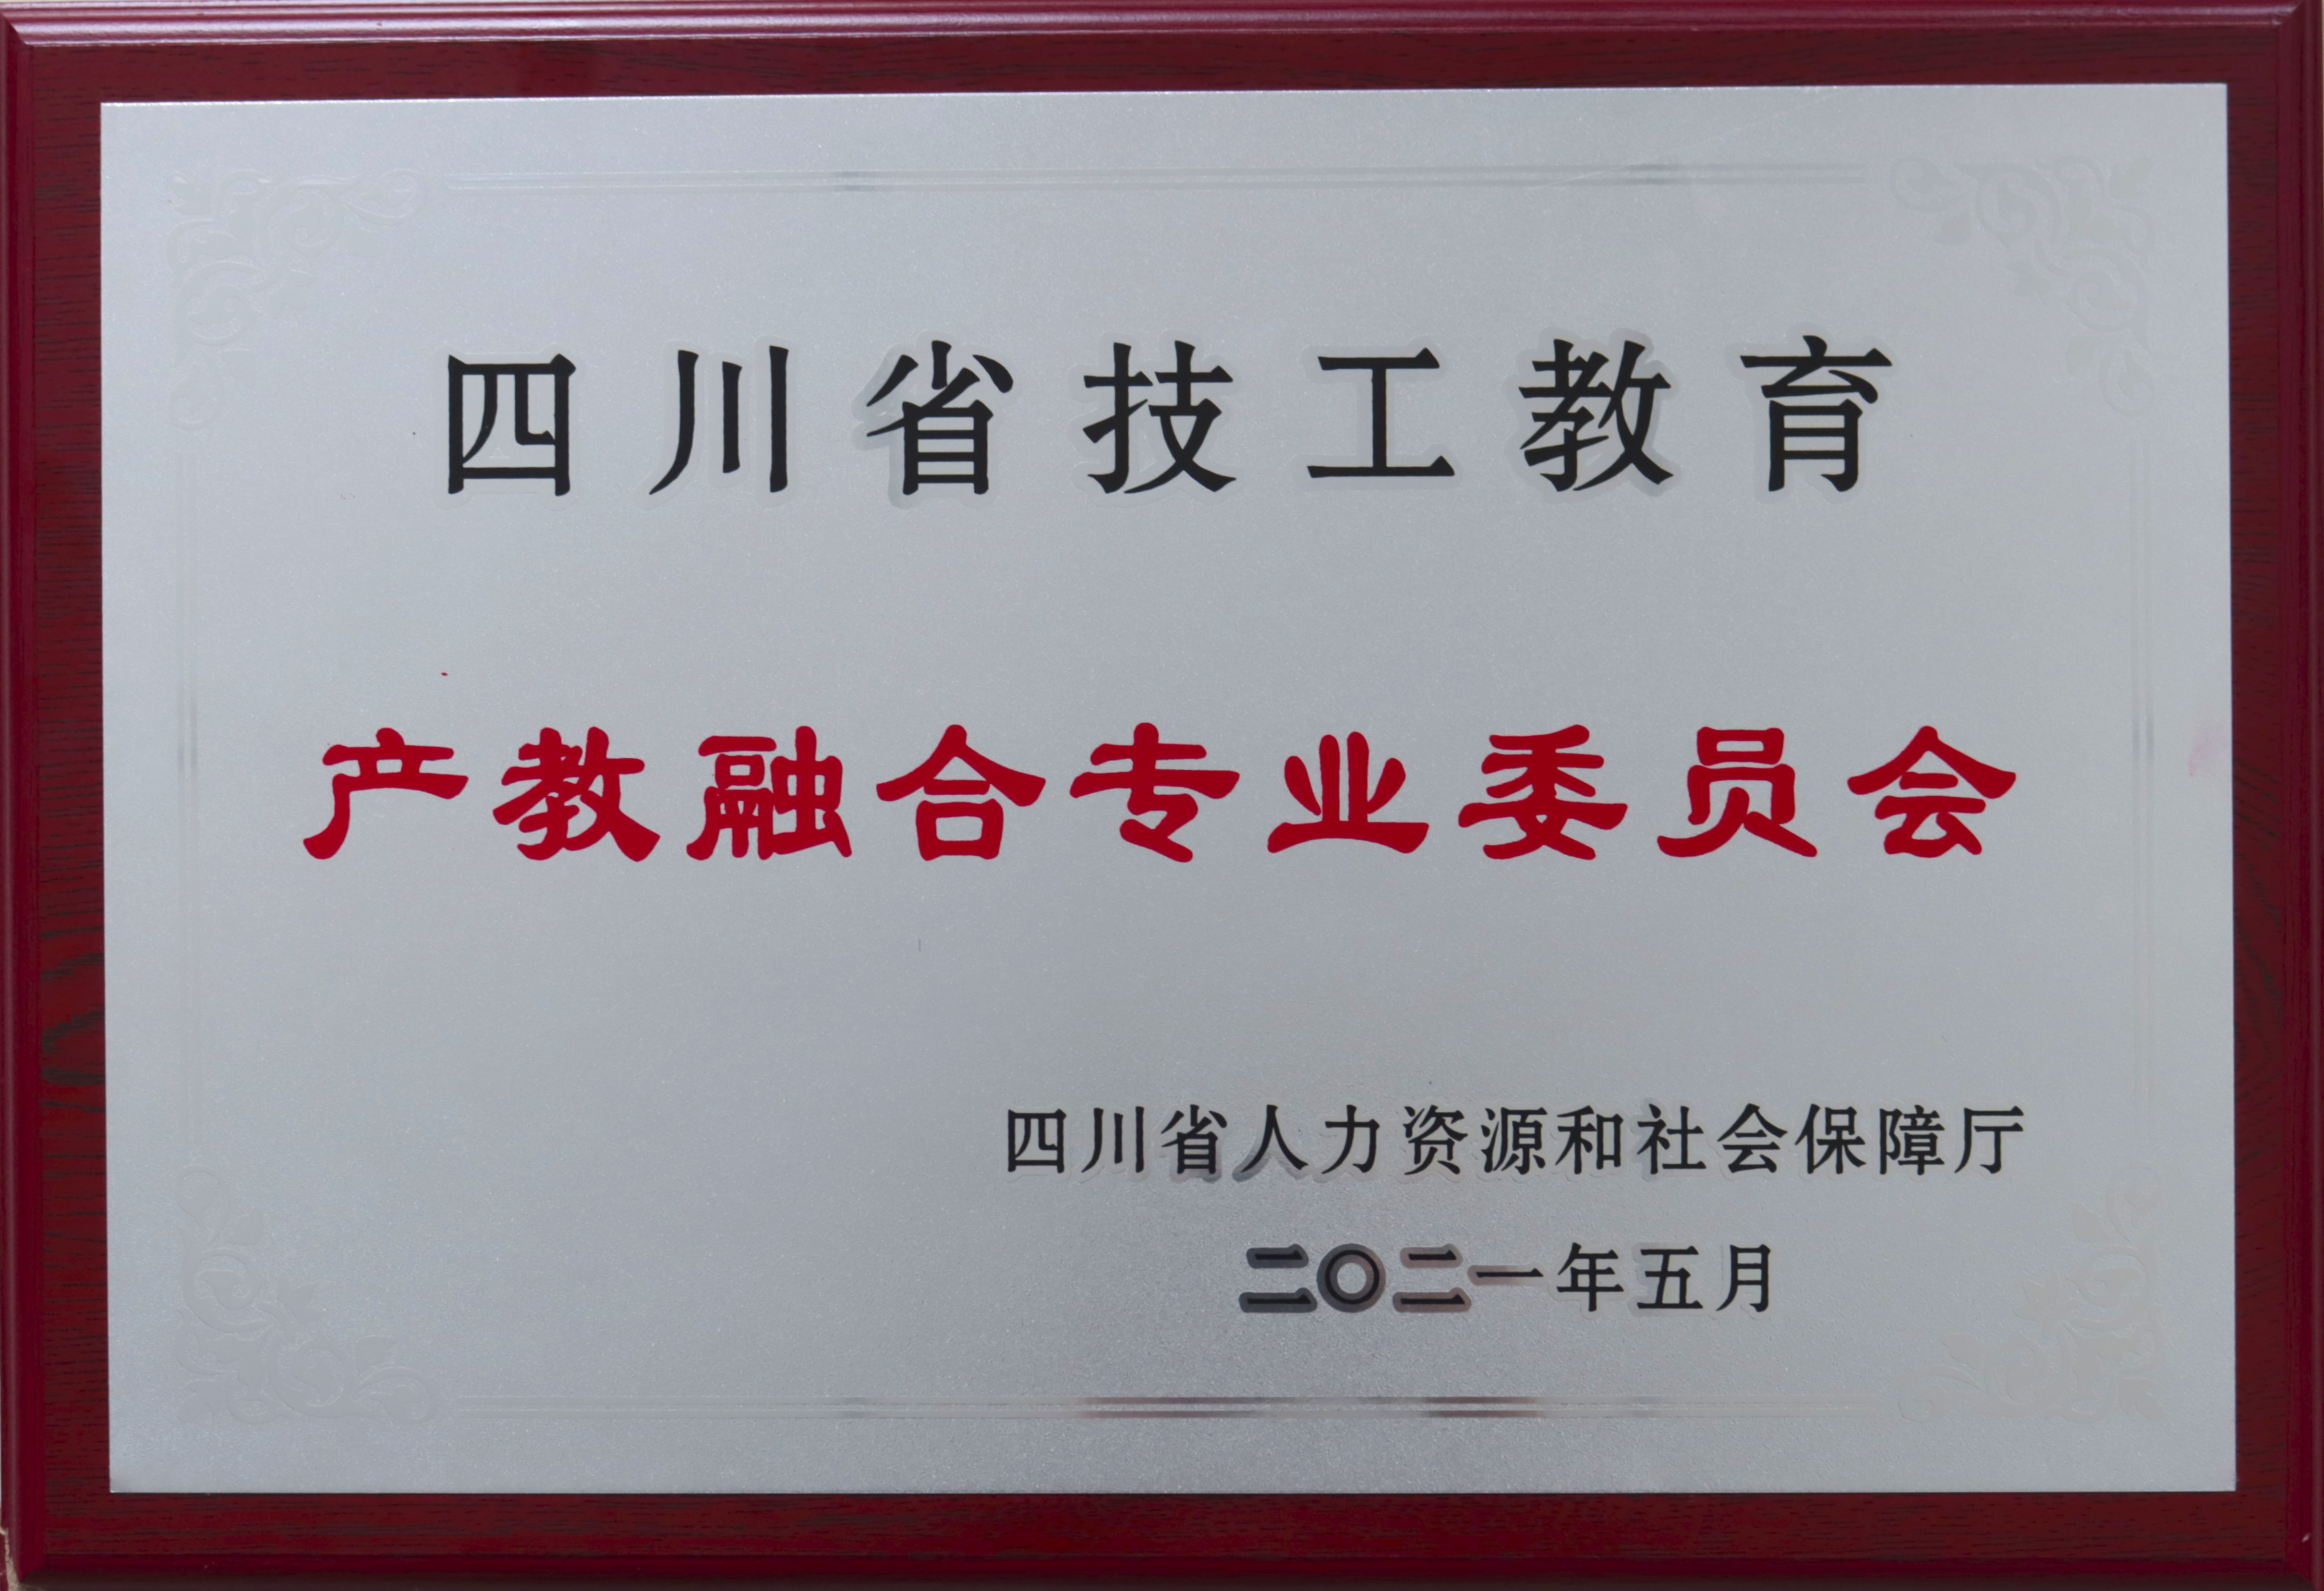 四川省技工教育
产教融合专业委员会
四川省人力资源和社会保障厅
二〇二一年五月